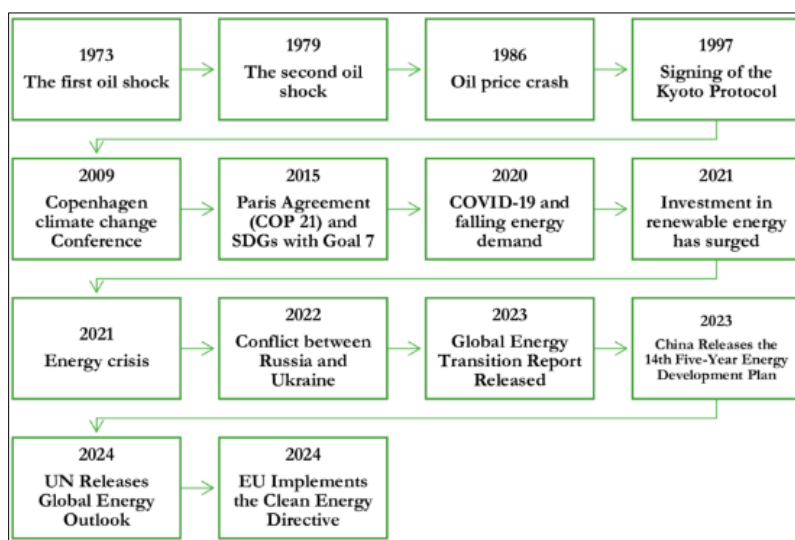 1973
The first oil shock
1979
The second oil
shock
1986
Oil price crash
1997
Signing of the
Kyoto Protocol
2009
Copenhagen
climate change
Conference
2015
Paris Agreement
(COP 21) and
SDGs with Goal 7
2020
COVID-19 and
falling energy
demand
2021
Investment in
renewable energy
has surged
2021
Energy crisis
2022
Conflict between
Russia and
Ukraine
2023
Global Energy
Transition Report
Released
2023
China Releases the
14th Five-Year Energy
Development Plan
2024
UN Releases
Global Energy
Outlook
2024
EU Implements
the Clean Energy
Directive